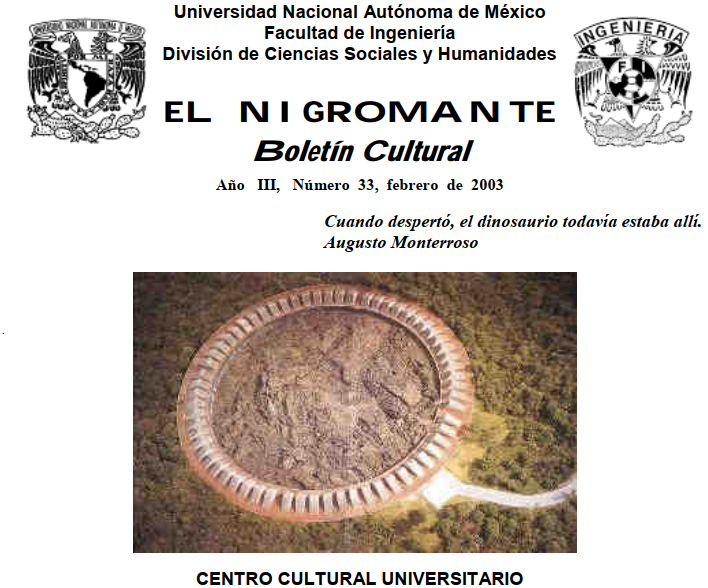 Universidad Nacional Autónoma de México
Facultad de Ingeniería
División de Ciencias Sociales y Humanidades
EL NIGROMANTE
Boletín Cultural
Año III, Número 33, febrero de 2003
Cuando despertó, el dinosaurio todavía estaba allí.
Augusto Monterroso
INGENIERIA
F I
CENTRO CULTURAL UNIVERSITARIO